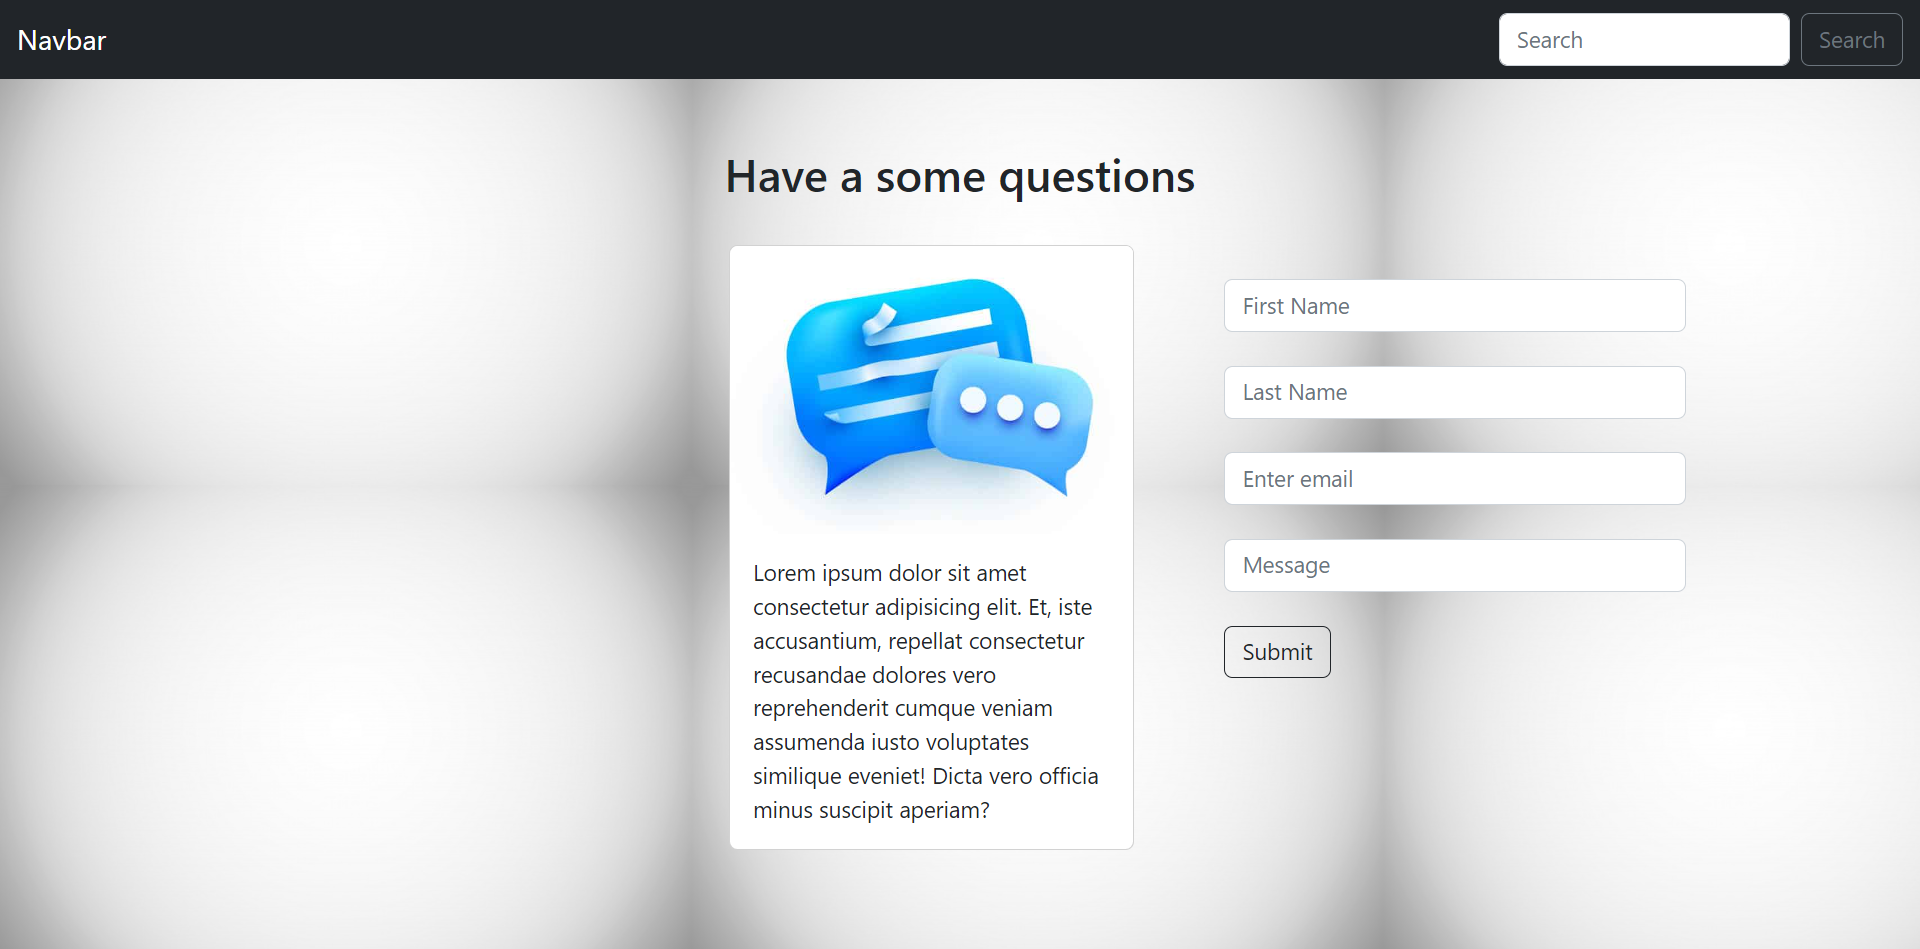 Navbar
Search
Search
Have a some questions
Lorem ipsum dolor sit amet
consectetur adipisicing elit. Et, iste
accusantium, repellat consectetur
recusandae dolores vero
reprehenderit cumque veniam
assumenda iusto voluptates
similique eveniet! Dicta vero officia
minus suscipit aperiam?
First Name
Last Name
Enter email
Message
Submit